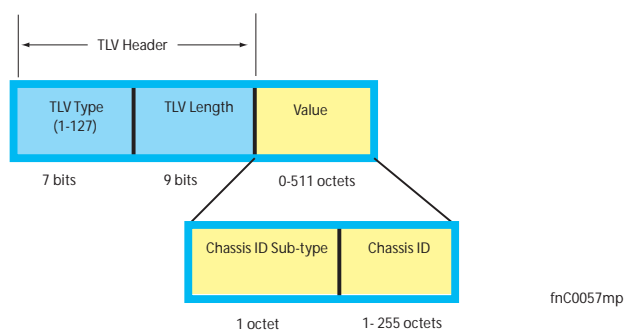 TLV Header
TLV Type
(1-127)
TLV Length
Value
7 bits
9 bits
0-511 octets
Chassis ID Sub-type
Chassis ID
fnC0057mp
1 octet
1- 255 octets